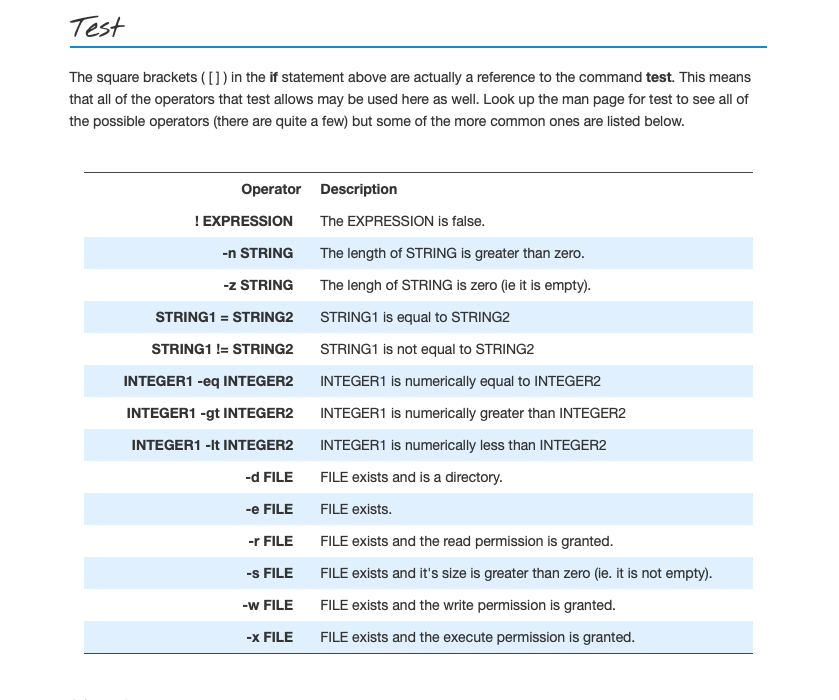 Test
The square brackets ( [ ] ) in the if statement above are actually a reference to the command test. This means
that all of the operators that test allows may be used here as well. Look up the man page for test to see all of
the possible operators (there are quite a few) but some of the more common ones are listed below.
Operator Description
! EXPRESSION The EXPRESSION is false.
-n STRING The length of STRING is greater than zero.
-z STRING The lengh of STRING is zero (ie it is empty).
STRING1 = STRING2 STRING1 is equal to STRING2
STRING1 != STRING2 STRING1 is not equal to STRING2
INTEGER1 -eq INTEGER2 INTEGER1 is numerically equal to INTEGER2
INTEGER1 -gt INTEGER2 INTEGER1 is numerically greater than INTEGER2
INTEGER1 -lt INTEGER2 INTEGER1 is numerically less than INTEGER2
-d FILE FILE exists and is a directory.
-e FILE FILE exists.
-r FILE FILE exists and the read permission is granted.
-s FILE FILE exists and it's size is greater than zero (ie. it is not empty).
-w FILE FILE exists and the write permission is granted.
-x FILE FILE exists and the execute permission is granted.